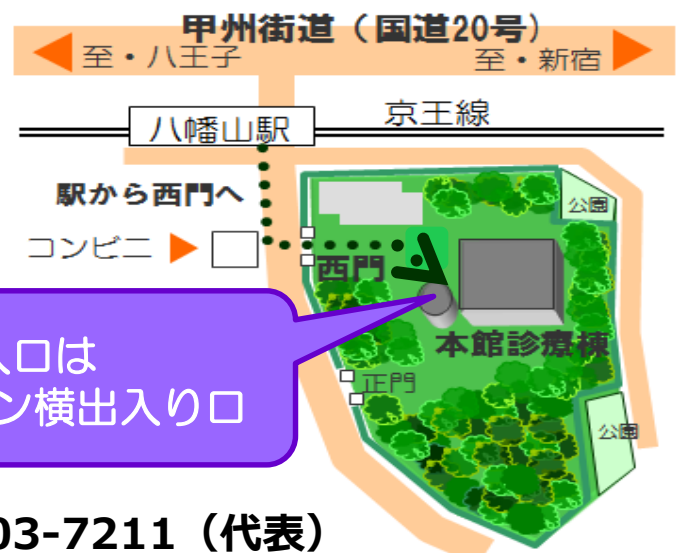 甲州街道（国道20号）
至・八王子
至・新宿
八幡山駅
京王線
駅から西門へ
コンビニ
公園
西門
本館診療棟
入口は
ン横出入り口
正門
公園
03-7211（代表）